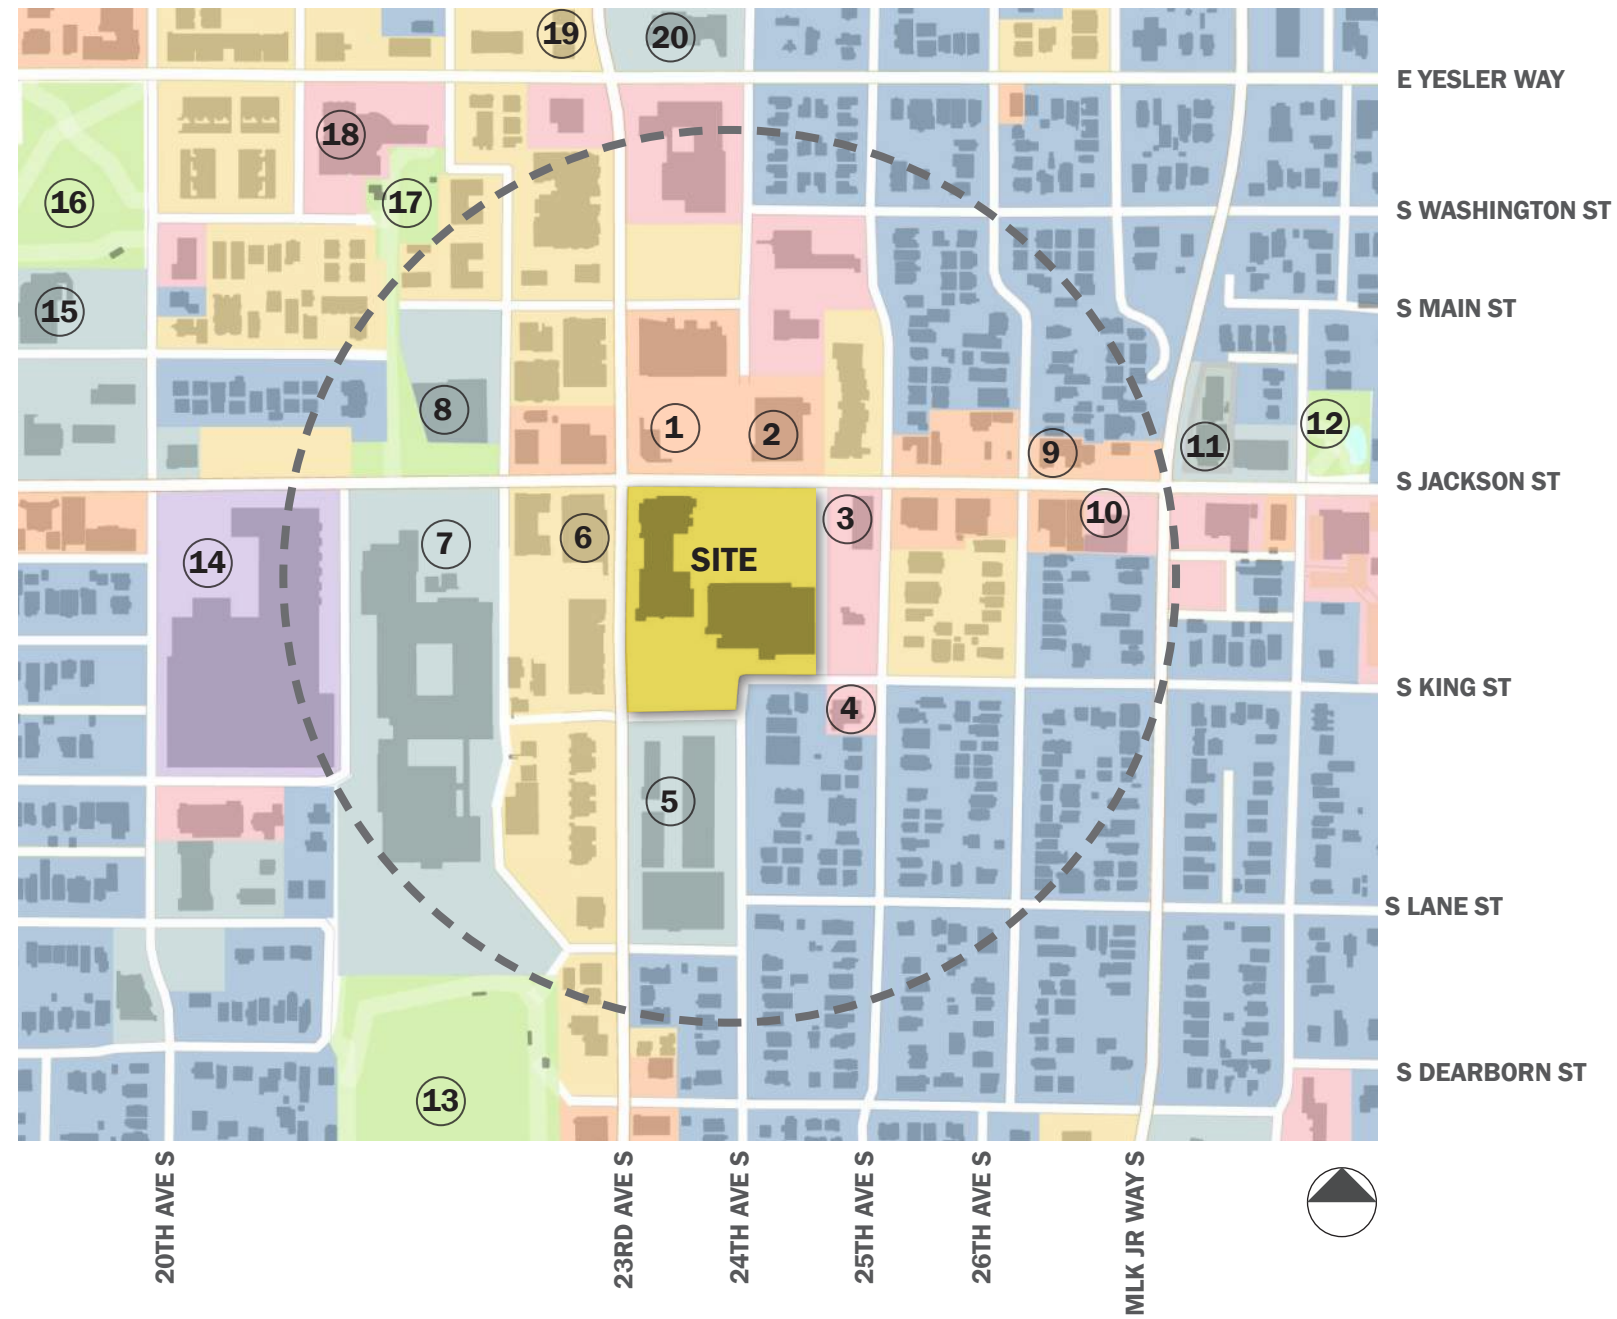 19
20
E YESLER WAY
18
16
17
S WASHINGTON ST
15
S MAIN ST
8
1
2
9
11
12
S JACKSON ST
14
7
6
SITE
3
10
S KING ST
4
5
S LANE ST
13
S DEARBORN ST
20TH AVE S
23RD AVE S
24TH AVE S
25TH AVE S
26TH AVE S
MLK JR WAY S